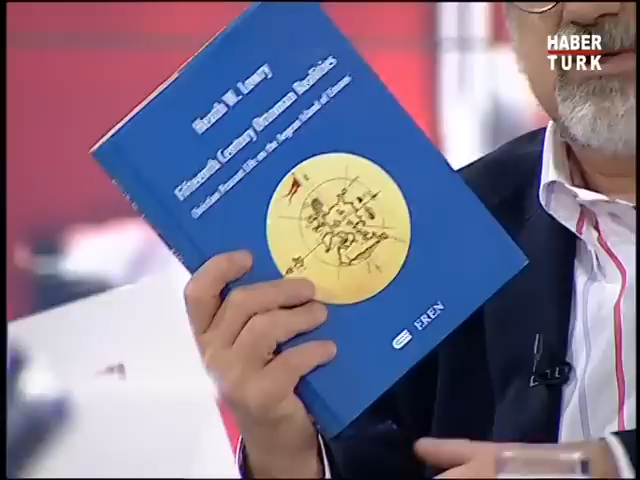 HABER
TURK
Heath W. Lowry
Fifteenth Century Ottoman Realities
Christian Peasant Life on the Aegean Island of Limnos
EREN